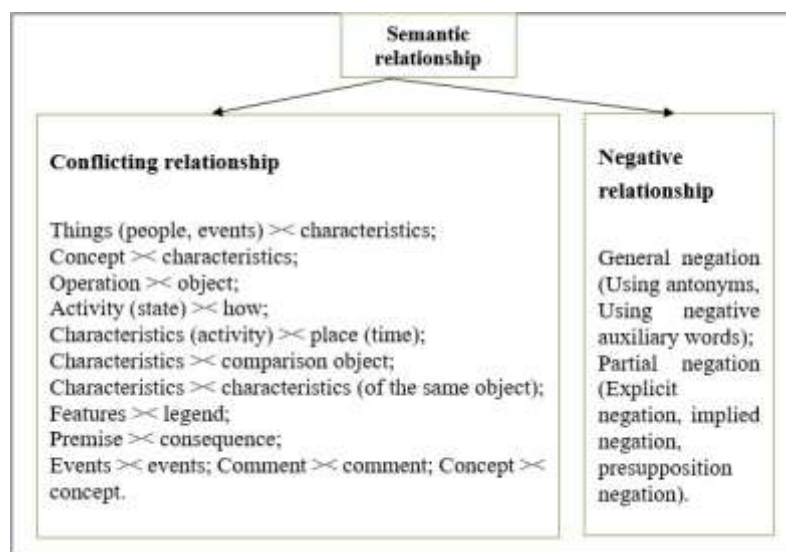 Semantic
relationship
Conflicting relationship
Things (people, events) >< characteristics;
Concept >< characteristics;
Operation >< object;
Activity (state) >< how;
Characteristics (activity) >< place (time);
Characteristics >< comparison object;
Characteristics >< characteristics (of the same object);
Features >< legend;
Premise >< consequence;
Events >< events; Comment >< comment; Concept ><
concept.
Negative
relationship
General negation
(Using antonyms,
Using negative
auxiliary words);
Partial negation
(Explicit
negation, implied
negation,
presupposition
negation).